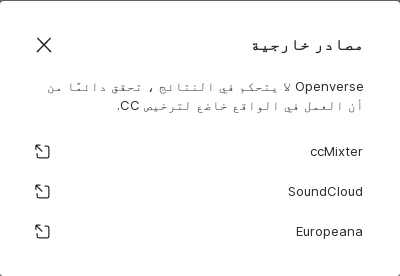 مصادر خارجية
Openverse لا يتحكم في النتائج ، تحقق دائمًا من
أن العمل في الواقع خاضع لترخيص CC.
ccMixter
SoundCloud
Europeana